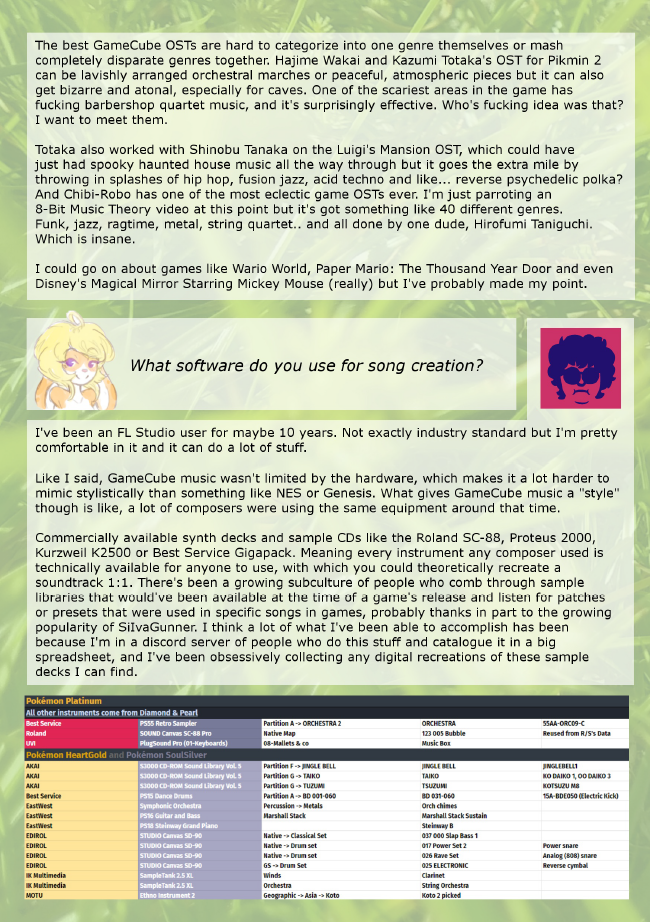 The best GameCube OSTs are hard to categorize into one genre themselves or mash
completely disparate genres together. Hajime Wakai and Kazumi Totaka's OST for Pikmin 2
can be lavishly arranged orchestral marches or peaceful, atmospheric pieces but it can also
get bizarre and atonal, especially for caves. One of the scariest areas in the game has
fucking barbershop quartet music, and it's surprisingly effective. Who's fucking idea was that?
I want to meet them.
Totaka also worked with Shinobu Tanaka on the Luigi's Mansion OST, which could have
just had spooky haunted house music all the way through but it goes the extra mile by
throwing in splashes of hip hop, fusion jazz, acid techno and like... reverse psychedelic polka?
And Chibi-Robo has one of the most eclectic game OSTs ever. I'm just parroting an
8-Bit Music Theory video at this point but it's got something like 40 different genres.
Funk, jazz, ragtime, metal, string quartet.. and all done by one dude, Hirofumi Taniguchi.
Which is insane.
I could go on about games like Wario World, Paper Mario: The Thousand Year Door and even
Disney's Magical Mirror Starring Mickey Mouse (really) but I've probably made my point.
What software do you use for song creation?
I've been an FL Studio user for maybe 10 years. Not exactly industry standard but I'm pretty
comfortable in it and it can do a lot of stuff.
Like I said, GameCube music wasn't limited by the hardware, which makes it a lot harder to
mimic stylistically than something like NES or Genesis. What gives GameCube music a "style"
though is like, a lot of composers were using the same equipment around that time.
Commercially available synth decks and sample CDs like the Roland SC-88, Proteus 2000,
Kurzweil K2500 or Best Service Gigapack. Meaning every instrument any composer used is
technically available for anyone to use, with which you could theoretically recreate a
soundtrack 1:1. There's been a growing subculture of people who comb through sample
libraries that would've been available at the time of a game's release and listen for patches
or presets that were used in specific songs in games, probably thanks in part to the growing
popularity of SiIvaGunner. I think a lot of what I've been able to accomplish has been
because I'm in a discord server of people who do this stuff and catalogue it in a big
spreadsheet, and I've been obsessively collecting any digital recreations of these sample
decks I can find.
Pokémon Platinum
All other instruments come from Diamond & Pearl
Best Service PS55 Retro Sampler Partition A -> ORCHESTRA 2 ORCHESTRA 55AA-ORC09-C
Roland SOUND Canvas SC-88 Pro Native Map 123 005 Bubble Reused from R/S's Data
UVI PlugSound Pro (01-Keyboards) 08-Mallets & co Music Box
Pokémon HeartGold and Pokémon SoulSilver
AKAI S3000 CD-ROM Sound Library Vol. 5 Partition F -> JINGLE BELL JINGLE BELL JINGLEBELL1
AKAI S3000 CD-ROM Sound Library Vol. 5 Partition G -> TAIKO TAIKO KO DAIKO 1, OO DAIKO 3
AKAI S3000 CD-ROM Sound Library Vol. 5 Partition G -> TUZUMI TSUZUMI KOTSUZU M8
Best Service PS15 Dance Drums Partition A -> BD 001-060 BD 031-060 15A-BDE050 (Electric Kick)
EastWest Symphonic Orchestra Percussion -> Metals Orch chimes
EastWest PS16 Guitar and Bass Marshall Stack Marshall Stack Sustain
EastWest PS18 Steinway Grand Piano Steinway B
EDIROL STUDIO Canvas SD-90 Native -> Classical Set 037 000 Slap Bass 1
EDIROL STUDIO Canvas SD-90 Native -> Drum set 017 Power Set 2 Power snare
EDIROL STUDIO Canvas SD-90 Native -> Drum set 026 Rave Set Analog (808) snare
EDIROL STUDIO Canvas SD-90 GS -> Drum Set 025 ELECTRONIC Reverse cymbal
IK Multimedia SampleTank 2.5 XL Winds Clarinet
IK Multimedia SampleTank 2.5 XL Orchestra String Orchestra
MOTU Ethno Instrument 2 Geographic -> Asia -> Koto Koto 2 picked